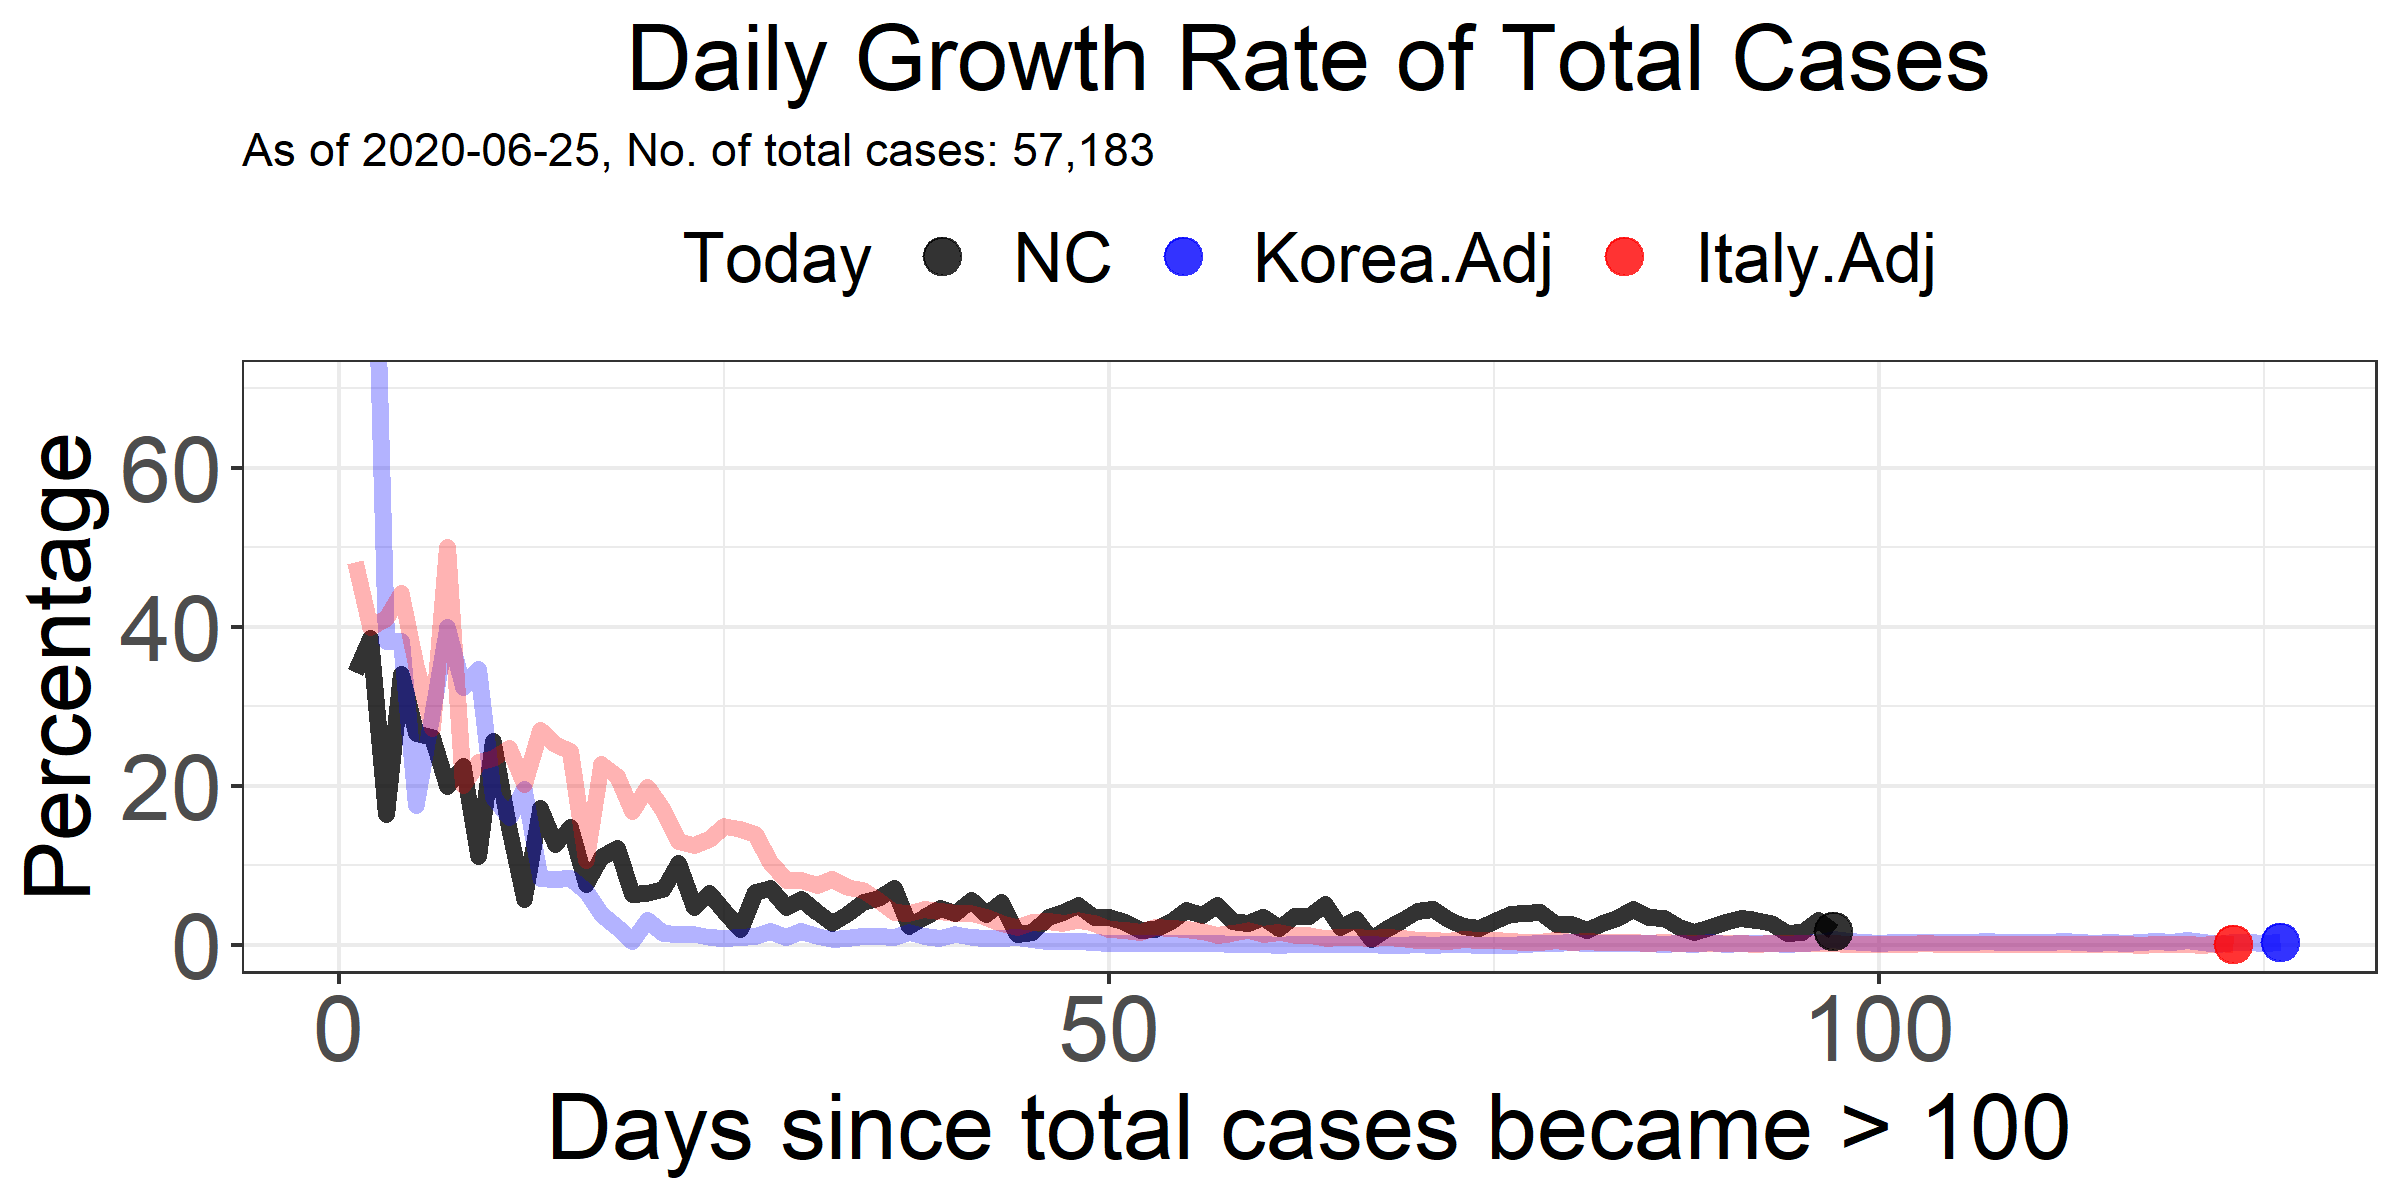 Daily Growth Rate of Total Cases
As of 2020-06-25, No. of total cases: 57,183
Today NC Korea.Adj Italy.Adj
Percentage
60
40
20
0
0 50 100
Days since total cases became > 100